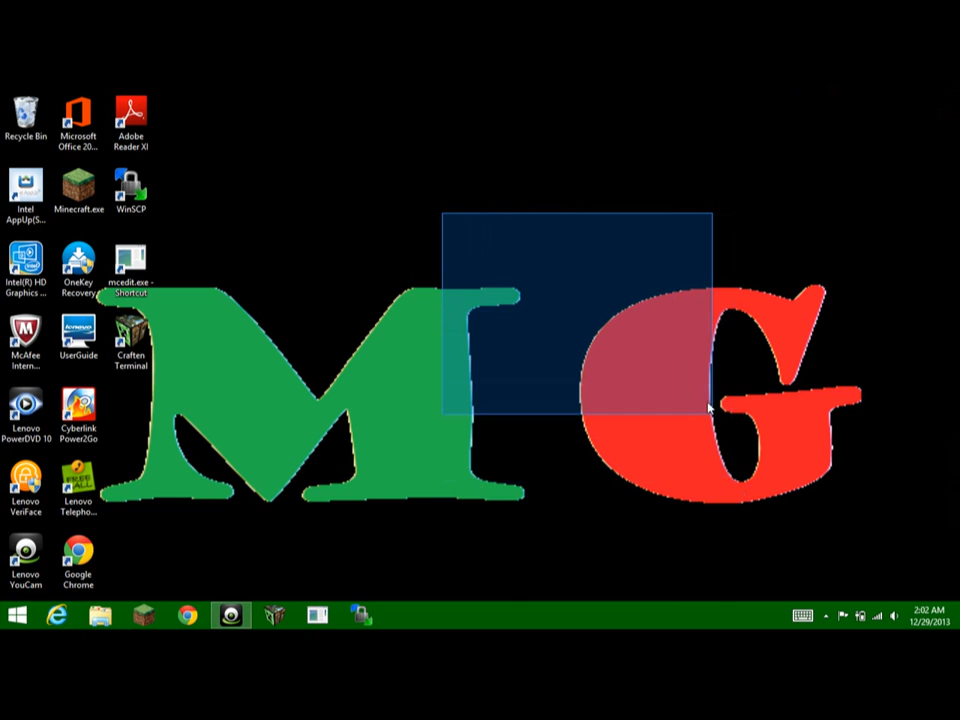 Recycle Bin
Microsoft
Office 20...
Adobe
Reader XI
Intel
AppUp(S...
Minecraft.exe
WinSCP
Intel(R) HD
Graphics ...
OneKey
Recovery
mcedit.exe -
Shortcut
McAfee
Intern...
UserGuide
Craften
Terminal
Lenovo
PowerDVD 10
Cyberlink
Power2Go
Lenovo
VeriFace
Lenovo
Telepho...
Lenovo
YouCam
Google
Chrome
M G
2:02 AM
12/29/2013